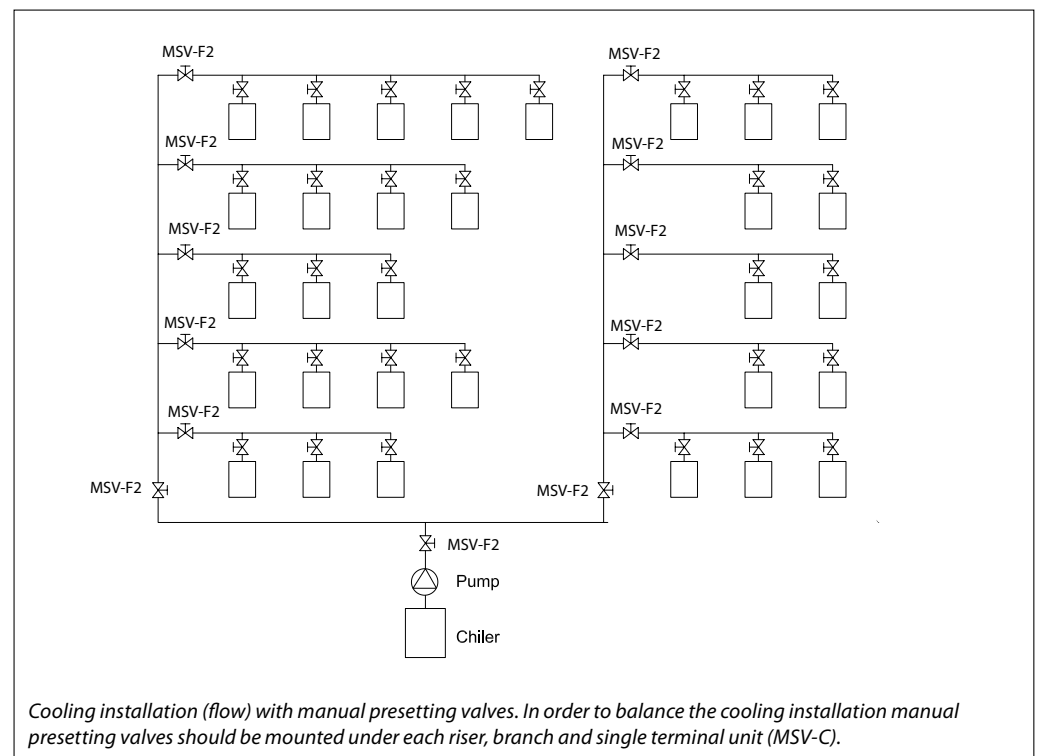 MSV-F2
MSV-F2
MSV-F2
MSV-F2
MSV-F2
MSV-F2
MSV-F2
MSV-F2
MSV-F2
MSV-F2
MSV-F2
MSV-F2
MSV-F2
Pump
Chiler
Cooling installation (flow) with manual presetting valves. In order to balance the cooling installation manual
presetting valves should be mounted under each riser, branch and single terminal unit (MSV-C).